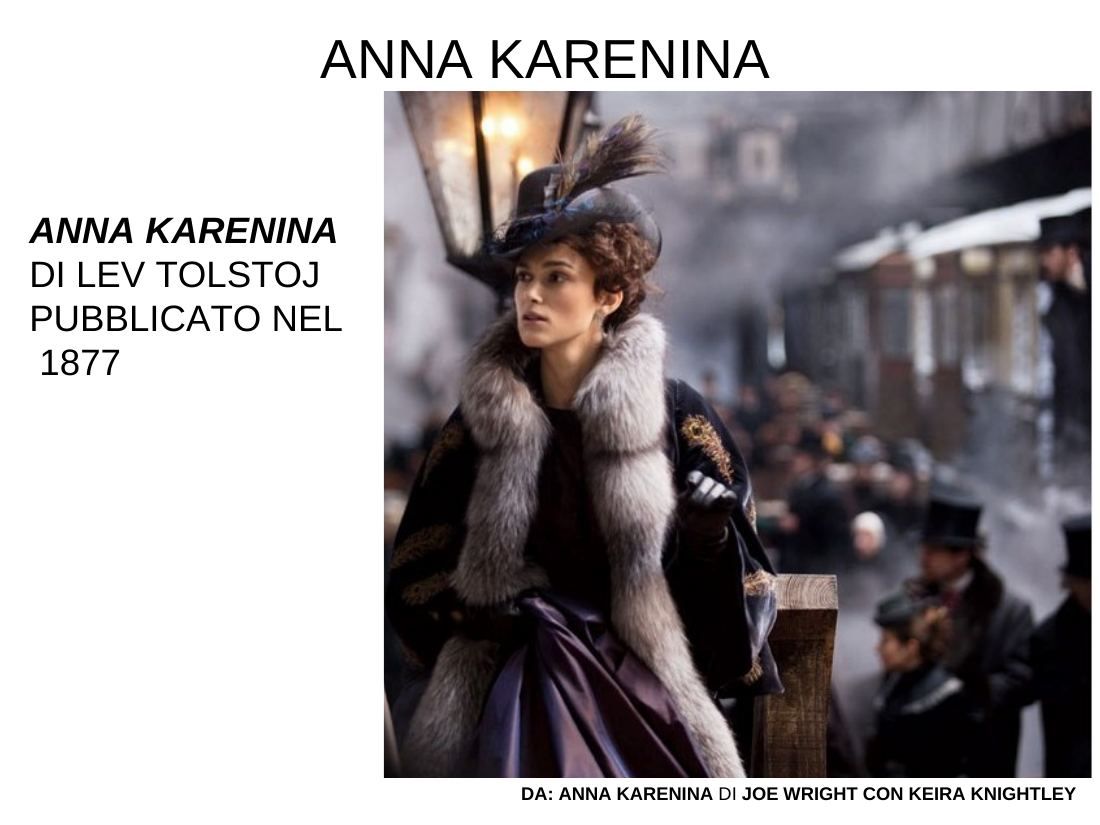 ANNA KARENINA
ANNA KARENINA
DI LEV TOLSTOJ
PUBBLICATO NEL
1877
DA: ANNA KARENINA DI JOE WRIGHT CON KEIRA KNIGHTLEY